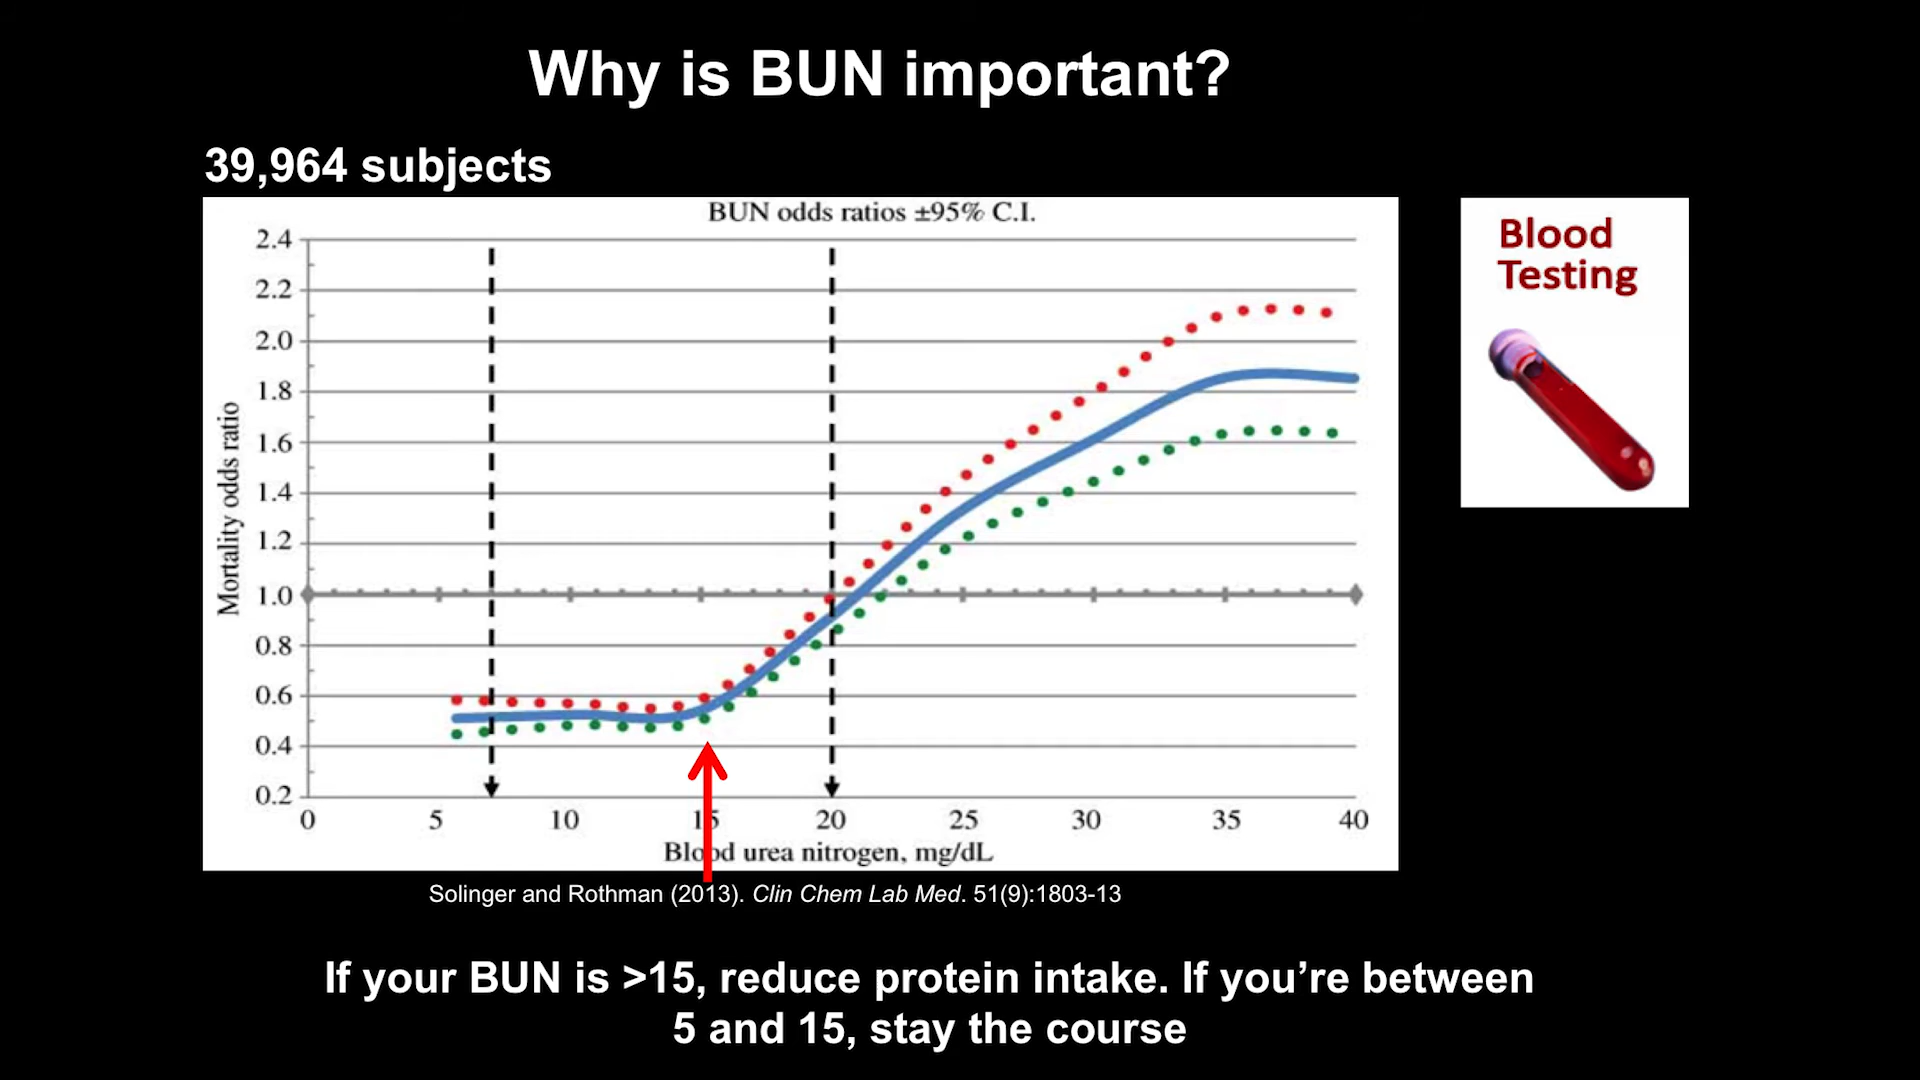 Why is BUN important?
39,964 subjects
BUN odds ratios ±95% C.I.
Blood
Testing
2.4
2.2
2.0
1.8
1.6
1.4
1.2
1.0
0.8
0.6
0.4
0.2
Mortality odds ratio
0 5 10 15 20 25 30 35 40
Blood urea nitrogen, mg/dL
Solinger and Rothman (2013). Clin Chem Lab Med. 51(9):1803-13
If your BUN is >15, reduce protein intake. If you’re between
5 and 15, stay the course